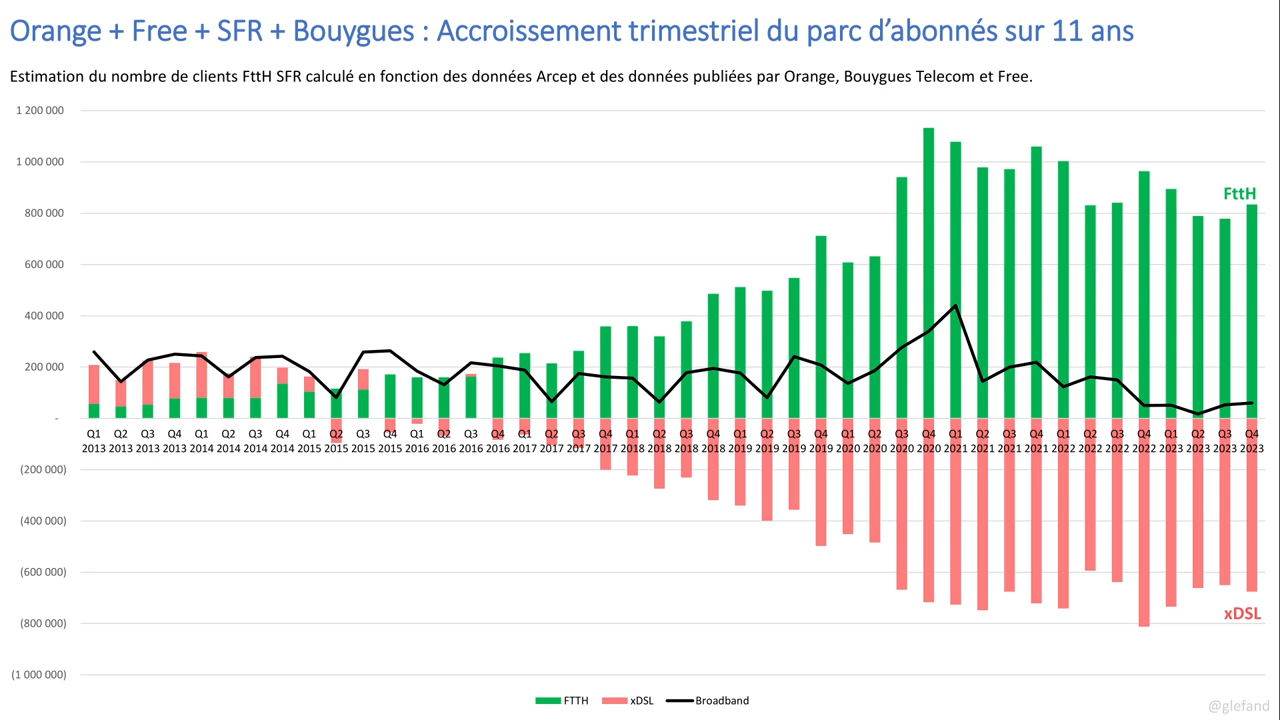 Orange + Free + SFR + Bouygues : Accroissement trimestriel du parc d’abonnés sur 11 ans
Estimation du nombre de clients FttH SFR calculé en fonction des données Arcep et des données publiées par Orange, Bouygues Telecom et Free.
1 200 000
1 000 000
800 000
600 000
400 000
200 000
-
(200 000)
(400 000)
(600 000)
(800 000)
(1 000 000)
FttH
Q1 Q2 Q3 Q4 Q1 Q2 Q3 Q4 Q1 Q2 Q3 Q4 Q1 Q2 Q3 Q4 Q1 Q2 Q3 Q4 Q1 Q2 Q3 Q4 Q1 Q2 Q3 Q4 Q1 Q2 Q3 Q4 Q1 Q2 Q3 Q4 Q1 Q2 Q3 Q4 Q1 Q2 Q3 Q4
2013 2013 2013 2013 2014 2014 2014 2014 2015 2015 2015 2015 2016 2016 2016 2016 2017 2017 2017 2017 2018 2018 2018 2018 2019 2019 2019 2019 2020 2020 2020 2020 2021 2021 2021 2021 2022 2022 2022 2022 2023 2023 2023 2023
xDSL
FTTH xDSL Broadband
@glefand